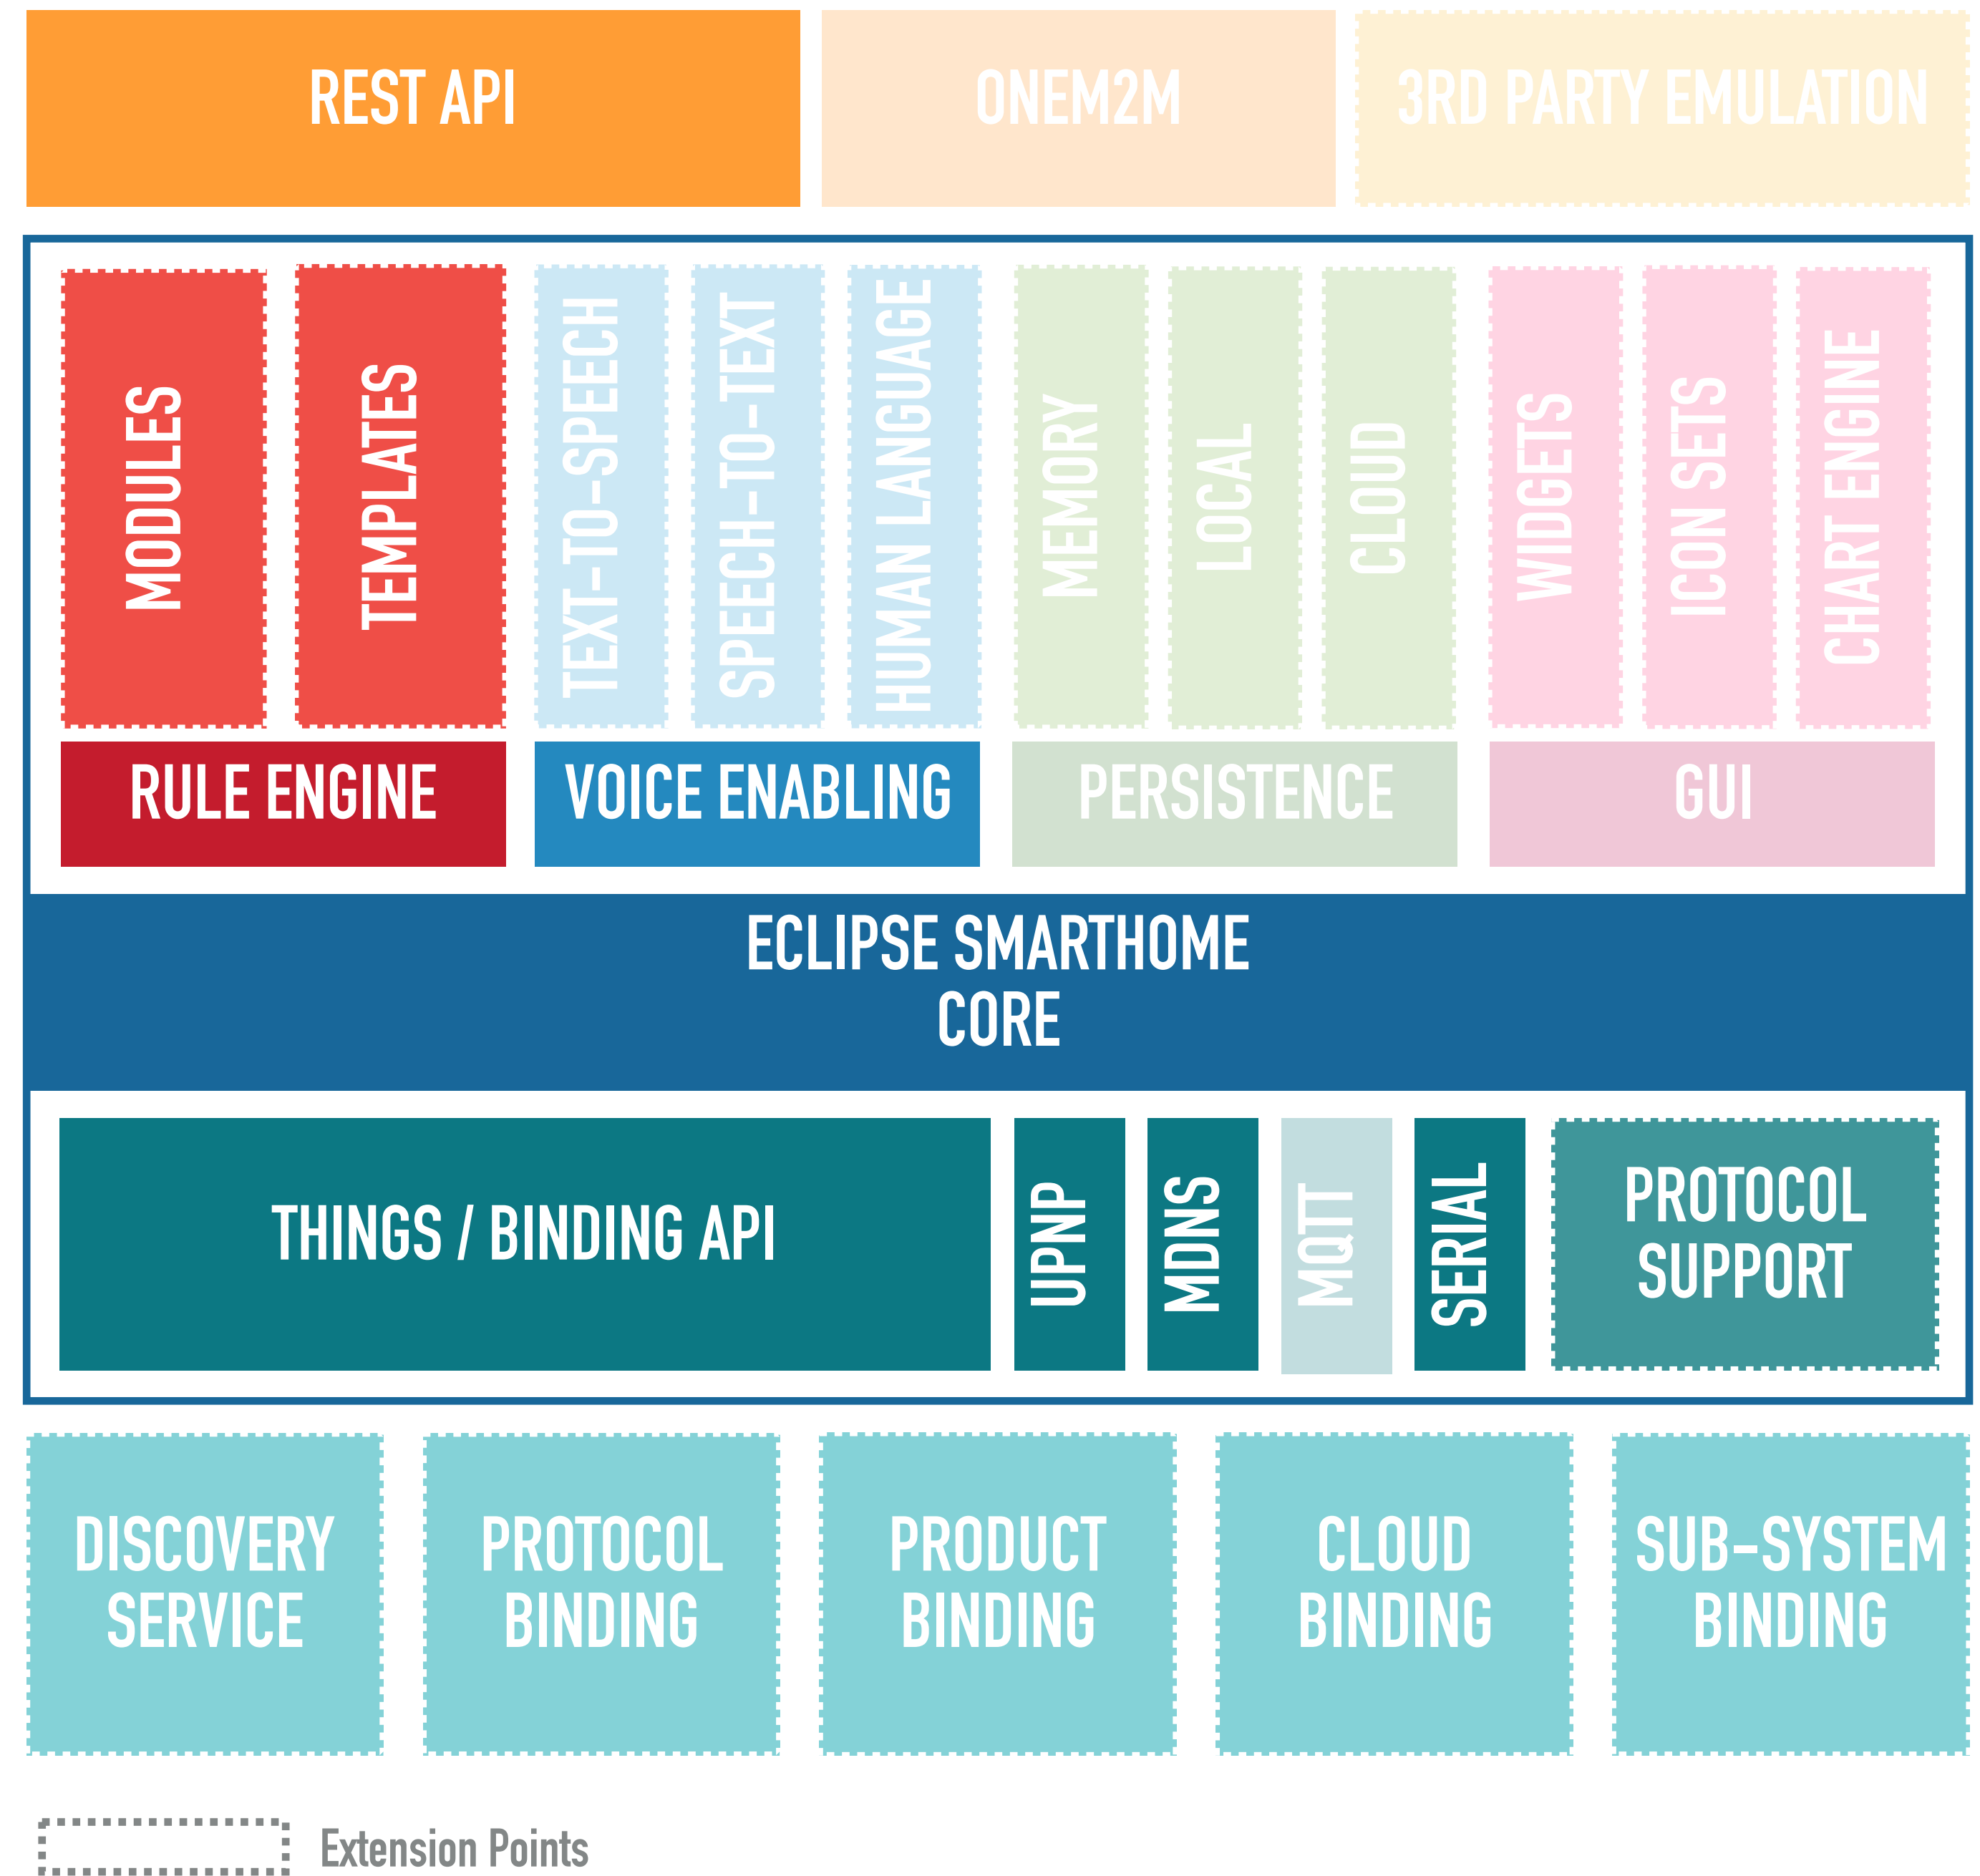 REST API
ONEM2M
3RD PARTY EMULATION
MODULES
TEMPLATES
TEXT-TO-SPEECH
SPEECH-TO-TEXT
HUMAN LANGUAGE
MEMORY
LOCAL
CLOUD
WIDGETS
ICON SETS
CHART ENGINE
RULE ENGINE
VOICE ENABLING
PERSISTENCE
GUI
ECLIPSE SMARTHOME
CORE
THINGS / BINDING API
UPNP
MDNS
MQTT
SERIAL
PROTOCOL
SUPPORT
DISCOVERY
SERVICE
PROTOCOL
BINDING
PRODUCT
BINDING
CLOUD
BINDING
SUB-SYSTEM
BINDING
Extension Points